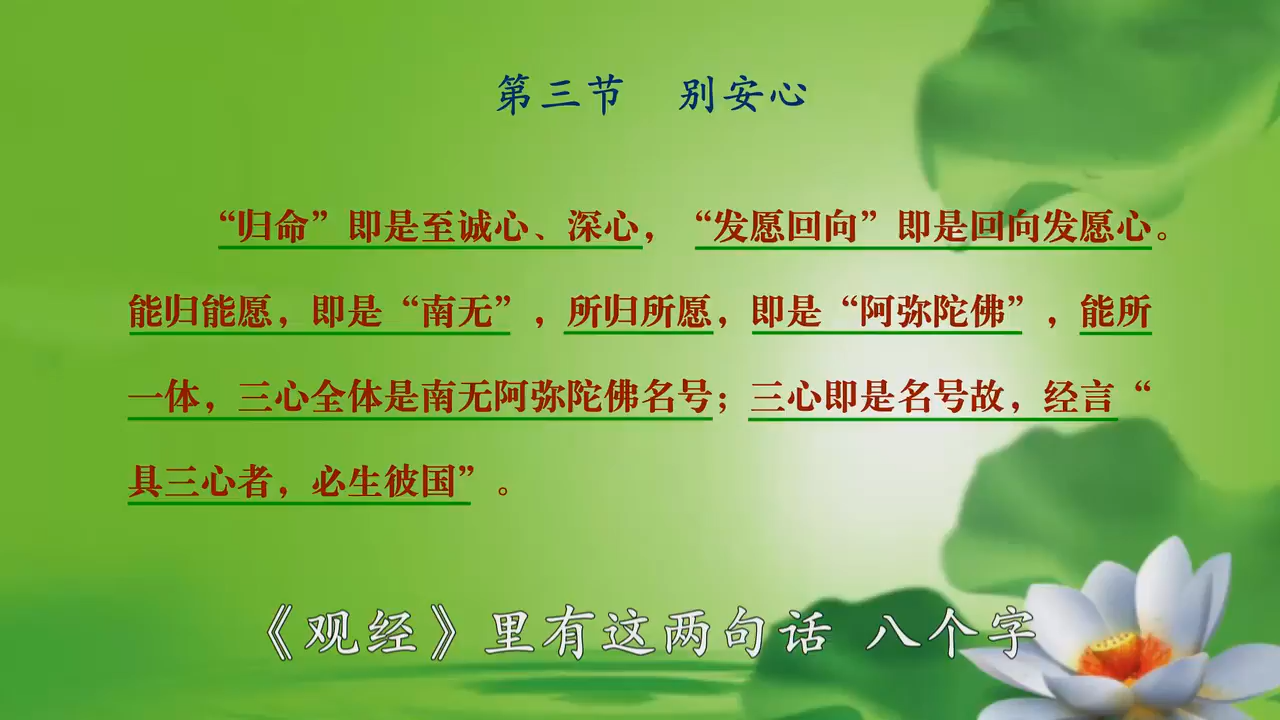 第三节 别安心
“归命”即是至诚心、深心，“发愿回向”即是回向发愿心。
能归能愿，即是“南无”，所归所愿，即是“阿弥陀佛”，能所
一体，三心全体是南无阿弥陀佛名号；三心即是名号故，经言“
具三心者，必生彼国”。
《观经》里有这两句话 八个字